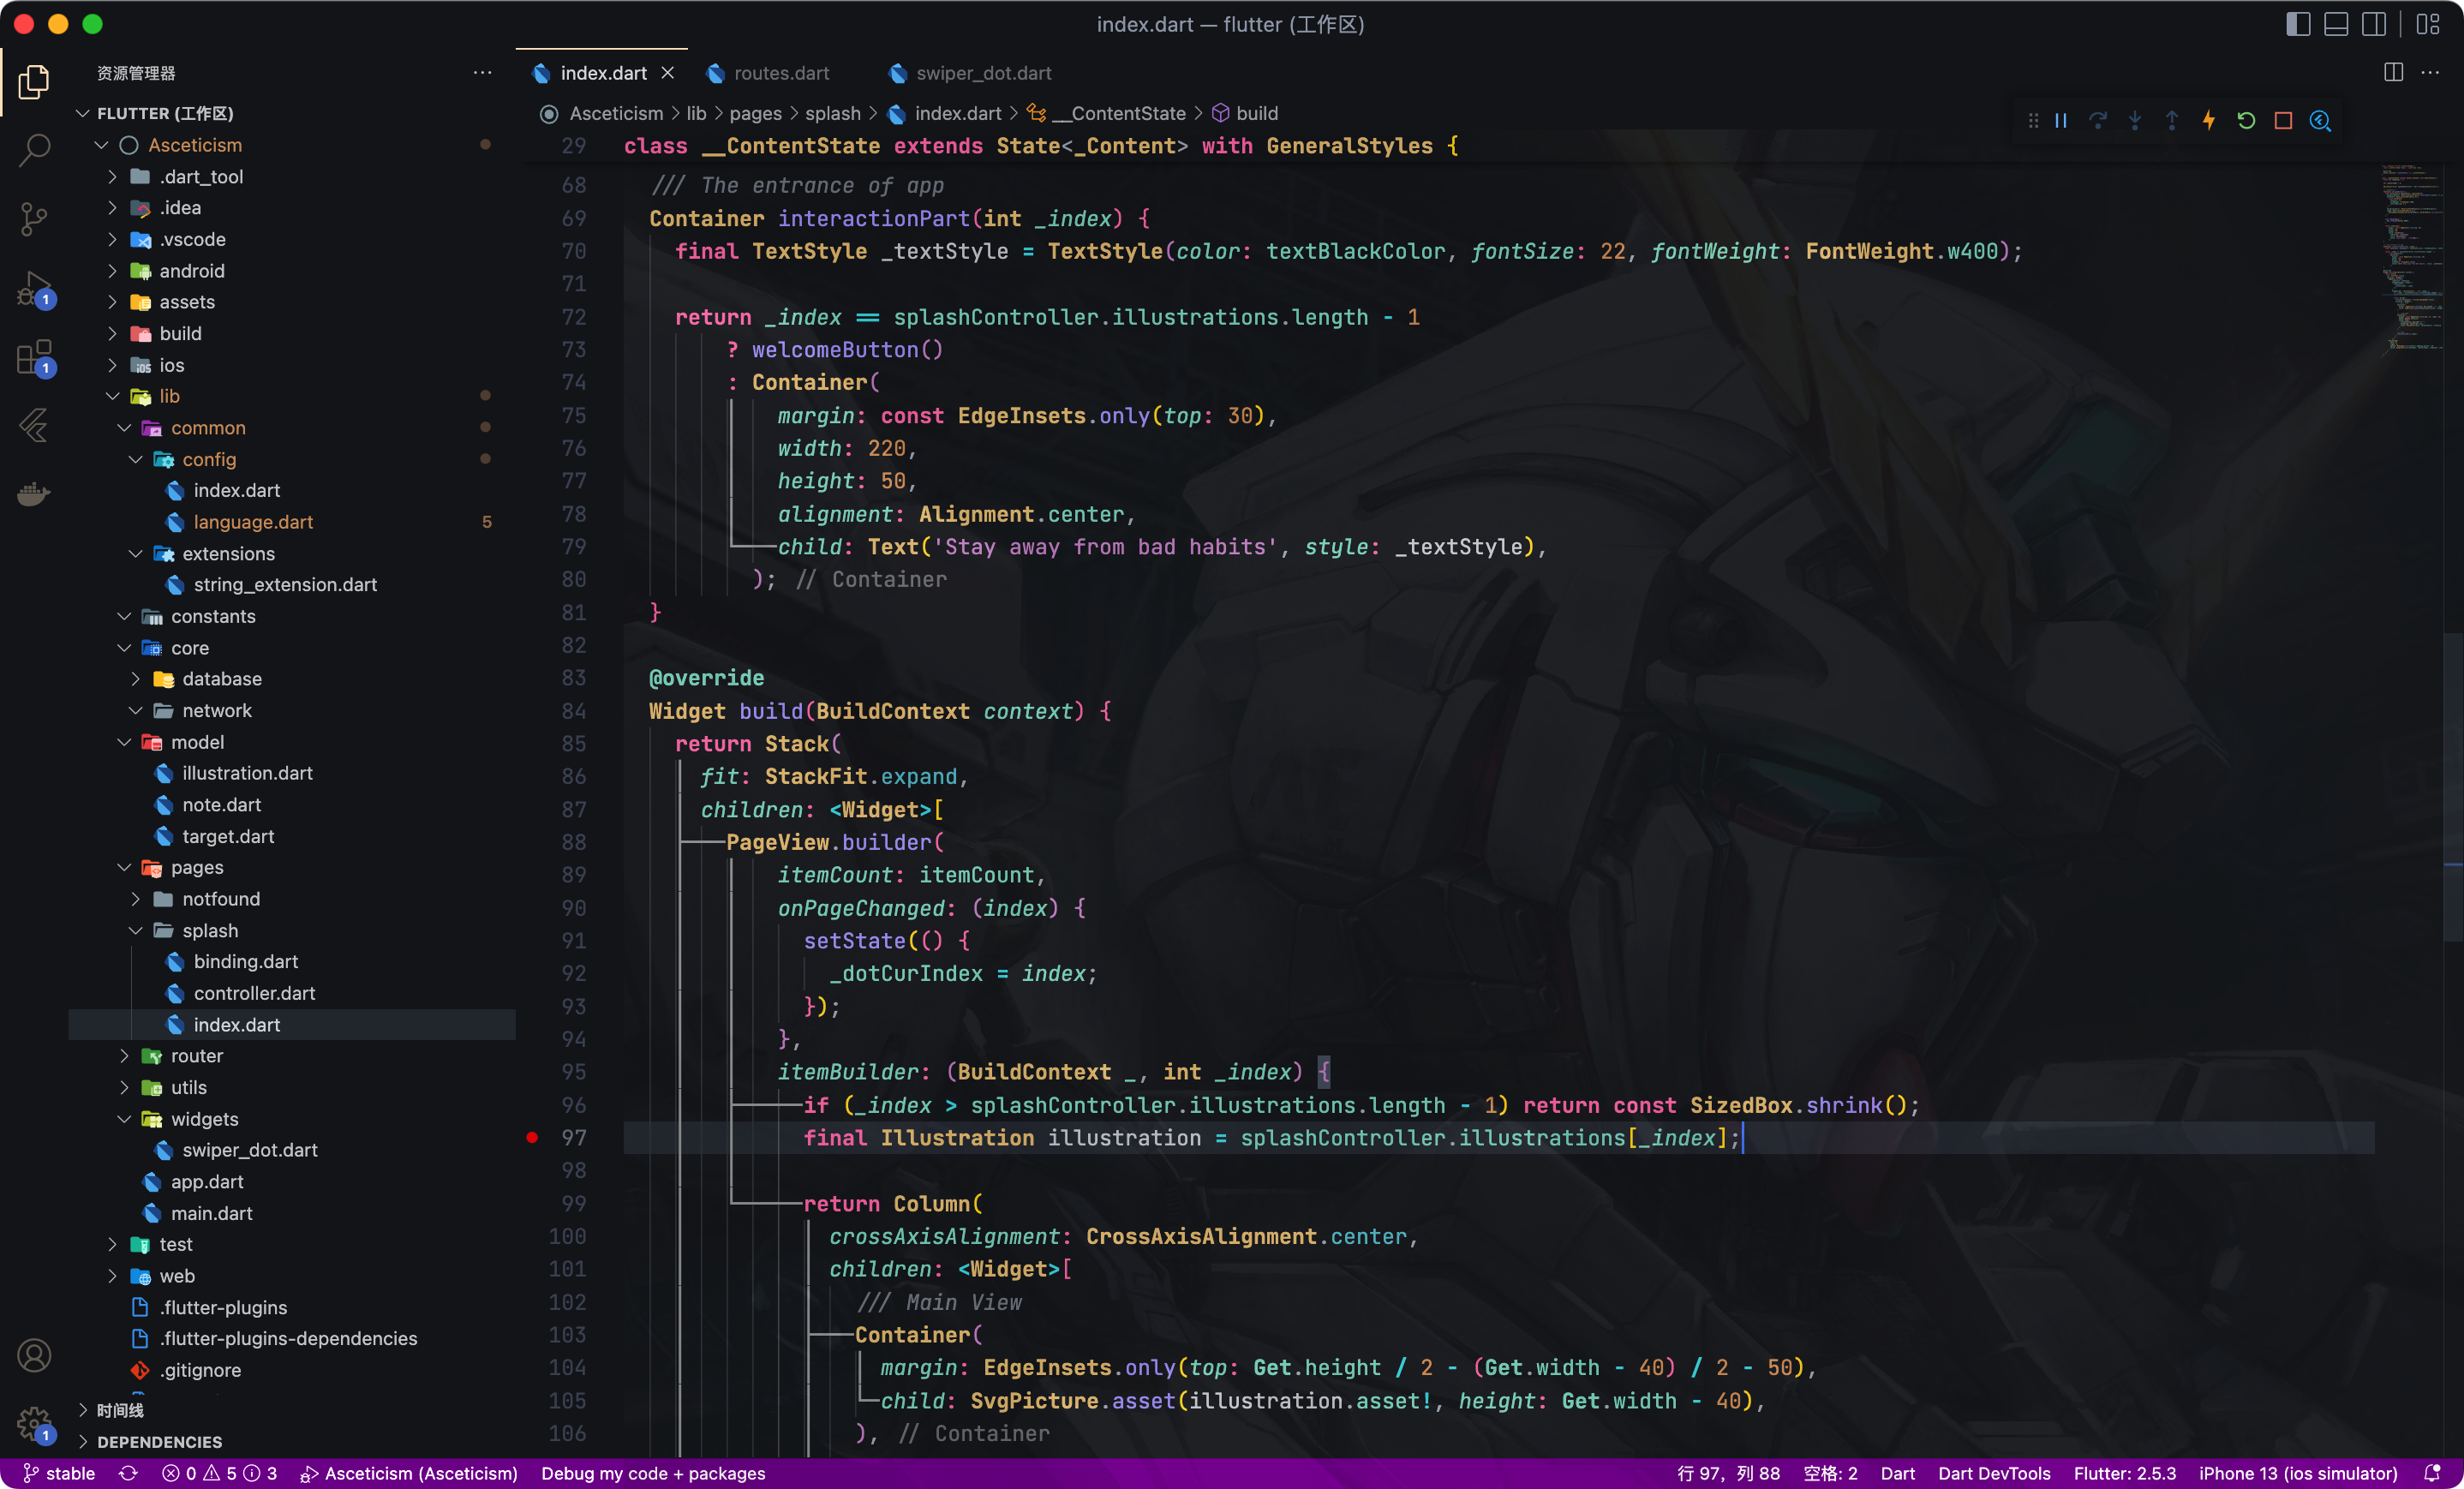 index.dart — flutter (工作区)
资源管理器
FLUTTER (工作区)
Asceticism
.dart_tool
.idea
.vscode
android
assets
build
ios
lib
common
config
index.dart
language.dart 5
extensions
string_extension.dart
constants
core
database
network
model
illustration.dart
note.dart
target.dart
pages
notfound
splash
binding.dart
controller.dart
index.dart
router
utils
widgets
swiper_dot.dart
app.dart
main.dart
test
web
.flutter-plugins
.flutter-plugins-dependencies
.gitignore
时间线
DEPENDENCIES
1
1
1
index.dart routes.dart swiper_dot.dart
Asceticism > lib > pages > splash > index.dart > __ContentState > build
29 class __ContentState extends State<_Content> with GeneralStyles {
68 /// The entrance of app
69 Container interactionPart(int _index) {
70 final TextStyle _textStyle = TextStyle(color: textBlackColor, fontSize: 22, fontWeight: FontWeight.w400);
71
72 return _index == splashController.illustrations.length - 1
73 ? welcomeButton()
74 : Container(
75 margin: const EdgeInsets.only(top: 30),
76 width: 220,
77 height: 50,
78 alignment: Alignment.center,
79 child: Text('Stay away from bad habits', style: _textStyle),
80 ); // Container
81 }
82
83 @override
84 Widget build(BuildContext context) {
85 return Stack(
86 fit: StackFit.expand,
87 children: <Widget>[
88 PageView.builder(
89 itemCount: itemCount,
90 onPageChanged: (index) {
91 setState(() {
92 _dotCurIndex = index;
93 });
94 },
95 itemBuilder: (BuildContext _, int _index) {
96 if (_index > splashController.illustrations.length - 1) return const SizedBox.shrink();
97 final Illustration illustration = splashController.illustrations[_index];
98
99 return Column(
100 crossAxisAlignment: CrossAxisAlignment.center,
101 children: <Widget>[
102 /// Main View
103 Container(
104 margin: EdgeInsets.only(top: Get.height / 2 - (Get.width - 40) / 2 - 50),
105 child: SvgPicture.asset(illustration.asset!, height: Get.width - 40),
106 ), // Container
stable 0 5 3 Asceticism (Asceticism) Debug my code + packages 行 97，列 88 空格: 2 Dart Dart DevTools Flutter: 2.5.3 iPhone 13 (ios simulator)